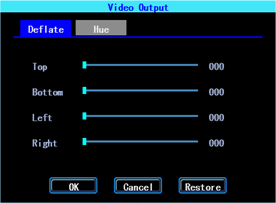 Video Output
Deflate Hue
Top 000
Bottom 000
Left 000
Right 000
OK Cancel Restore